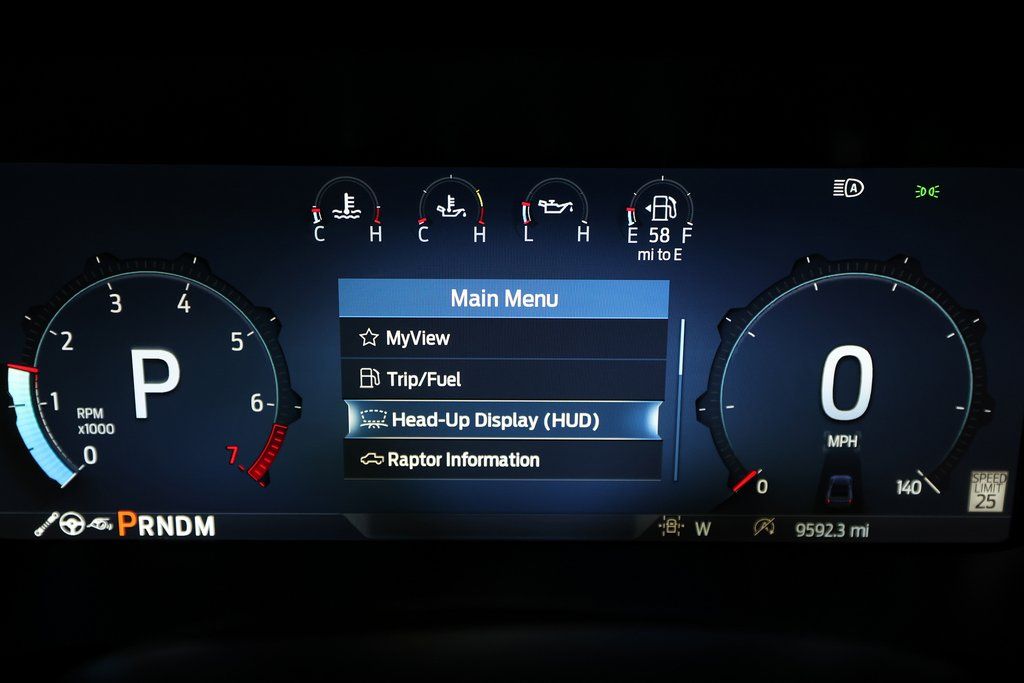 C H
C H
L H
E 58 F
mi to E
A
Main Menu
MyView
Trip/Fuel
Head-Up Display (HUD)
Raptor Information
0 1 2 3 4 5 6 7
RPM
x1000
P
0
MPH
0 140
SPEED
LIMIT
25
PRNDM
W
9592.3 mi